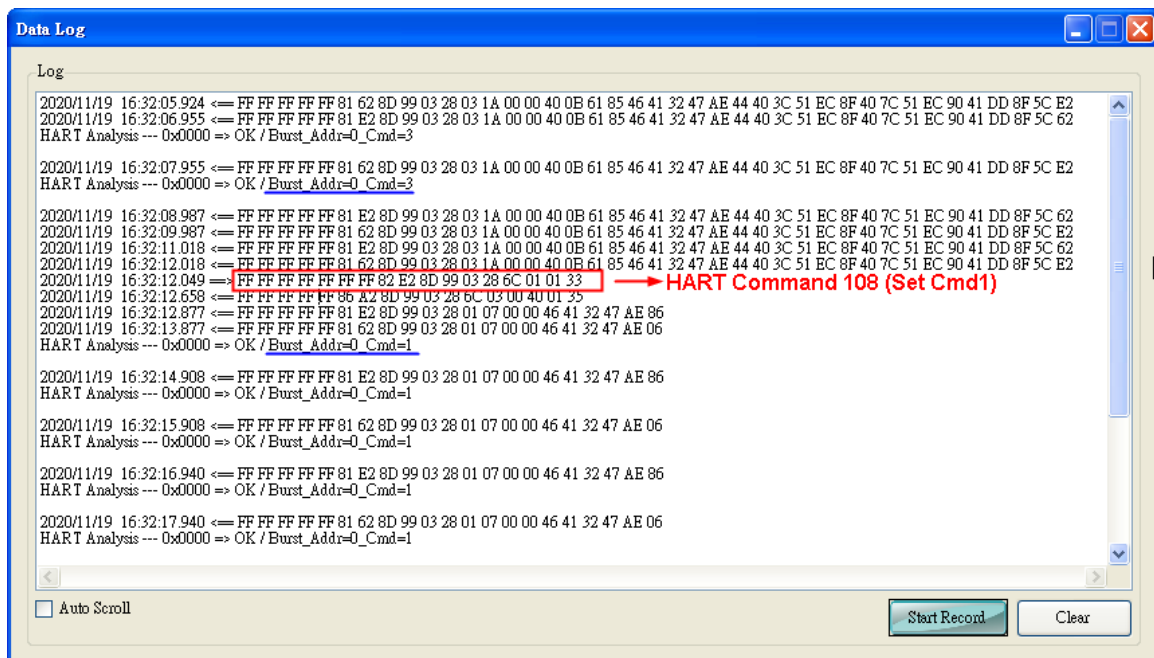 Data Log
Log
2020/11/19 16:32:05.924 <== FF FF FF FF FF 81 62 8D 99 03 28 03 1A 00 00 40 0B 61 85 46 41 32 47 AE 44 40 3C 51 EC 8F 40 7C 51 EC 90 41 DD 8F 5C E2
2020/11/19 16:32:06.955 <== FF FF FF FF FF 81 E2 8D 99 03 28 03 1A 00 00 40 0B 61 85 46 41 32 47 AE 44 40 3C 51 EC 8F 40 7C 51 EC 90 41 DD 8F 5C 62
HART Analysis --- 0x0000 => OK / Burst_Addr=0_Cmd=3
2020/11/19 16:32:07.955 <== FF FF FF FF FF 81 62 8D 99 03 28 03 1A 00 00 40 0B 61 85 46 41 32 47 AE 44 40 3C 51 EC 8F 40 7C 51 EC 90 41 DD 8F 5C E2
HART Analysis --- 0x0000 => OK / Burst_Addr=0_Cmd=3
2020/11/19 16:32:08.987 <== FF FF FF FF FF 81 E2 8D 99 03 28 03 1A 00 00 40 0B 61 85 46 41 32 47 AE 44 40 3C 51 EC 8F 40 7C 51 EC 90 41 DD 8F 5C 62
2020/11/19 16:32:09.987 <== FF FF FF FF FF 81 62 8D 99 03 28 03 1A 00 00 40 0B 61 85 46 41 32 47 AE 44 40 3C 51 EC 8F 40 7C 51 EC 90 41 DD 8F 5C E2
2020/11/19 16:32:11.018 <== FF FF FF FF FF 81 E2 8D 99 03 28 03 1A 00 00 40 0B 61 85 46 41 32 47 AE 44 40 3C 51 EC 8F 40 7C 51 EC 90 41 DD 8F 5C 62
2020/11/19 16:32:12.018 <== FF FF FF FF FF 81 62 8D 99 03 28 03 1A 00 00 40 0B 61 85 46 41 32 47 AE 44 40 3C 51 EC 8F 40 7C 51 EC 90 41 DD 8F 5C E2
2020/11/19 16:32:12.049 ==> FF FF FF FF FF FF FF 82 E2 8D 99 03 28 6C 01 01 33 HART Command 108 (Set Cmd1)
2020/11/19 16:32:12.658 <== FF FF FF FF FF 86 A2 8D 99 03 28 6C 03 00 40 01 35
2020/11/19 16:32:12.877 <== FF FF FF FF FF 81 E2 8D 99 03 28 01 07 00 00 46 41 32 47 AE 86
2020/11/19 16:32:13.877 <== FF FF FF FF FF 81 62 8D 99 03 28 01 07 00 00 46 41 32 47 AE 06
HART Analysis --- 0x0000 => OK / Burst_Addr=0_Cmd=1
2020/11/19 16:32:14.908 <== FF FF FF FF FF 81 E2 8D 99 03 28 01 07 00 00 46 41 32 47 AE 86
HART Analysis --- 0x0000 => OK / Burst_Addr=0_Cmd=1
2020/11/19 16:32:15.908 <== FF FF FF FF FF 81 62 8D 99 03 28 01 07 00 00 46 41 32 47 AE 06
HART Analysis --- 0x0000 => OK / Burst_Addr=0_Cmd=1
2020/11/19 16:32:16.940 <== FF FF FF FF FF 81 E2 8D 99 03 28 01 07 00 00 46 41 32 47 AE 86
HART Analysis --- 0x0000 => OK / Burst_Addr=0_Cmd=1
2020/11/19 16:32:17.940 <== FF FF FF FF FF 81 62 8D 99 03 28 01 07 00 00 46 41 32 47 AE 06
HART Analysis --- 0x0000 => OK / Burst_Addr=0_Cmd=1
Auto Scroll
Start Record
Clear